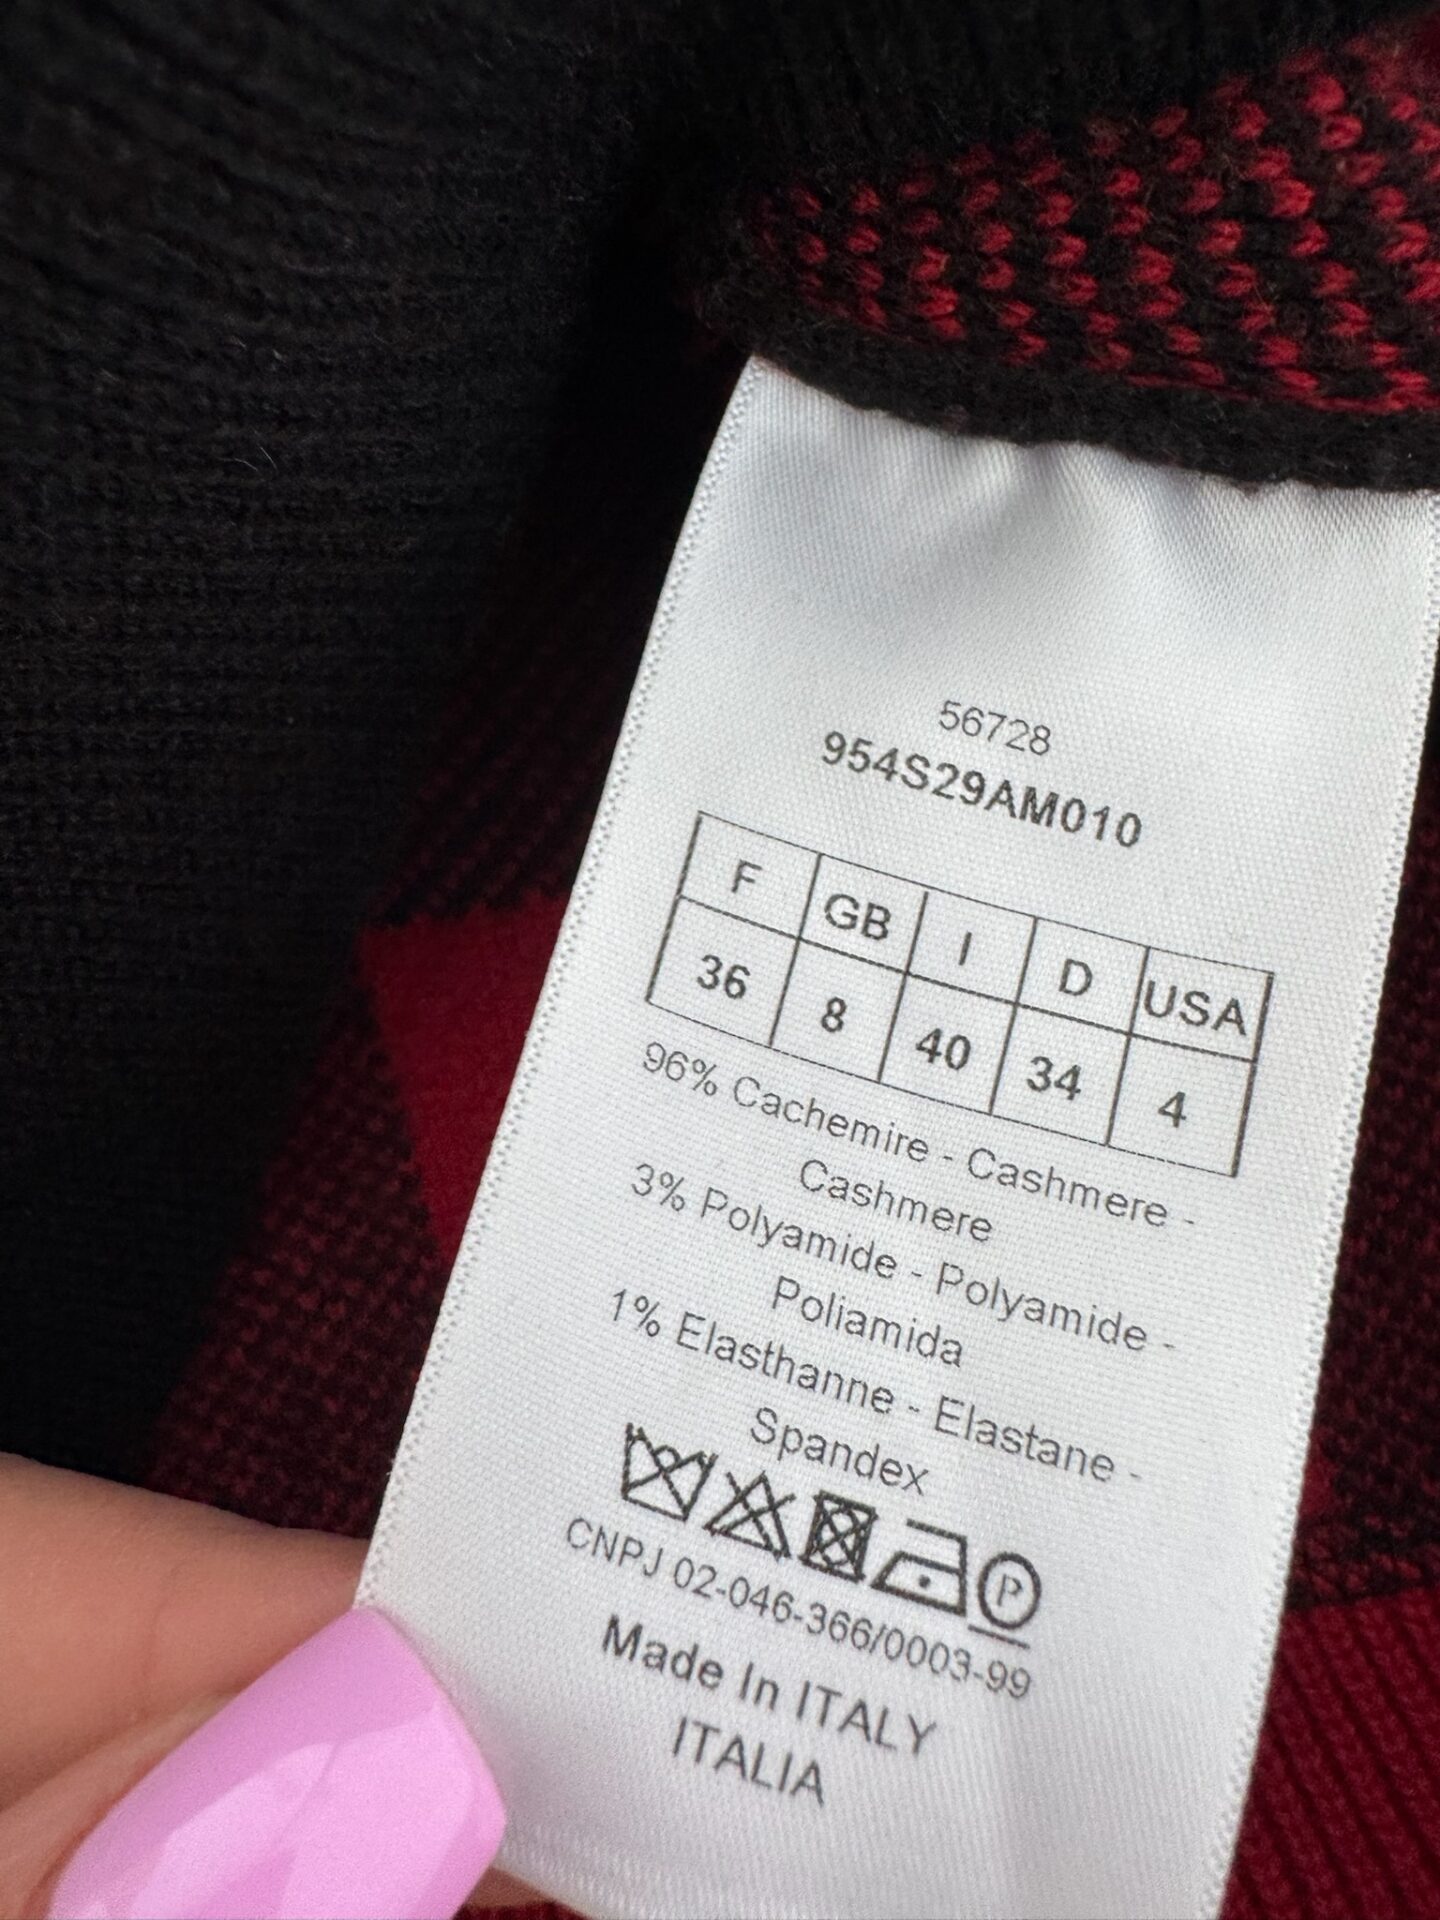 56728
954S29AM010
F GB I D USA
36 8 40 34 4
96% Cachemire - Cashmere -
Cashmere
3% Polyamide - Polyamide -
Poliamida
1% Elasthanne - Elastane -
Spandex
P
CNPJ 02-046-366/0003-99
Made In ITALY
ITALIA